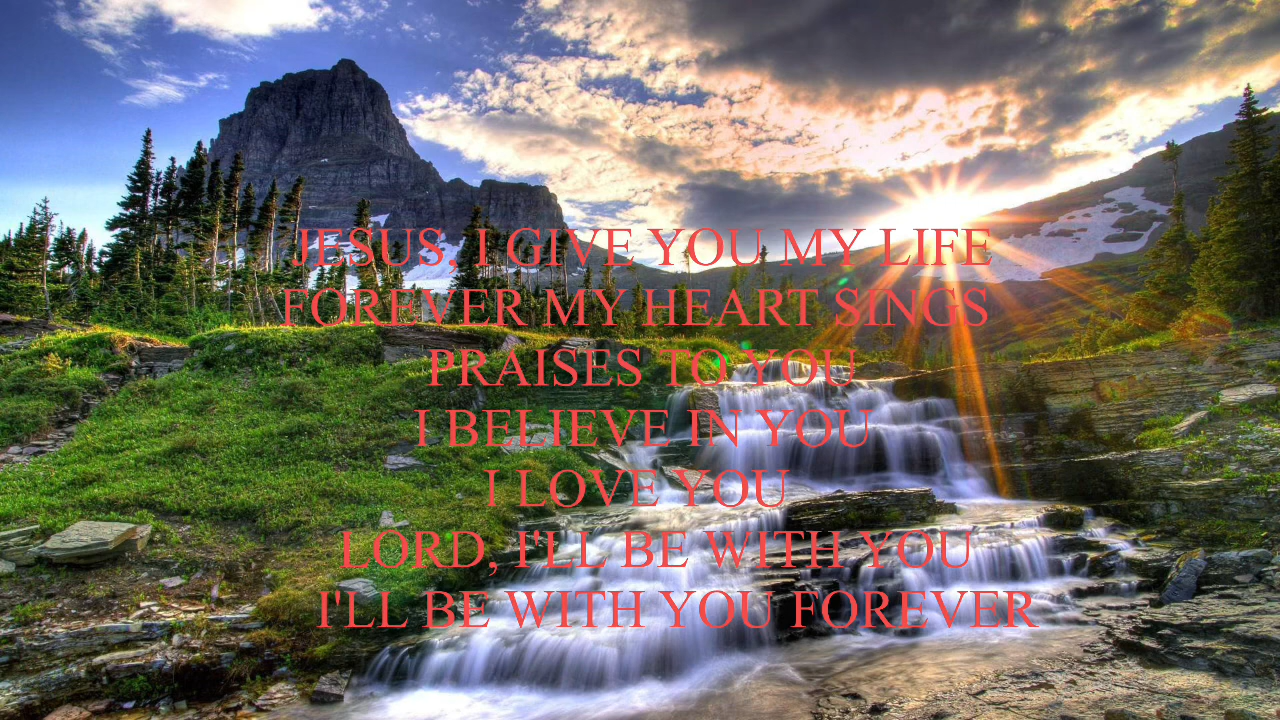 JESUS, I GIVE YOU MY LIFE
FOREVER MY HEART SINGS
PRAISES TO YOU
I BELIEVE IN YOU
I LOVE YOU
LORD, I'LL BE WITH YOU
I'LL BE WITH YOU FOREVER